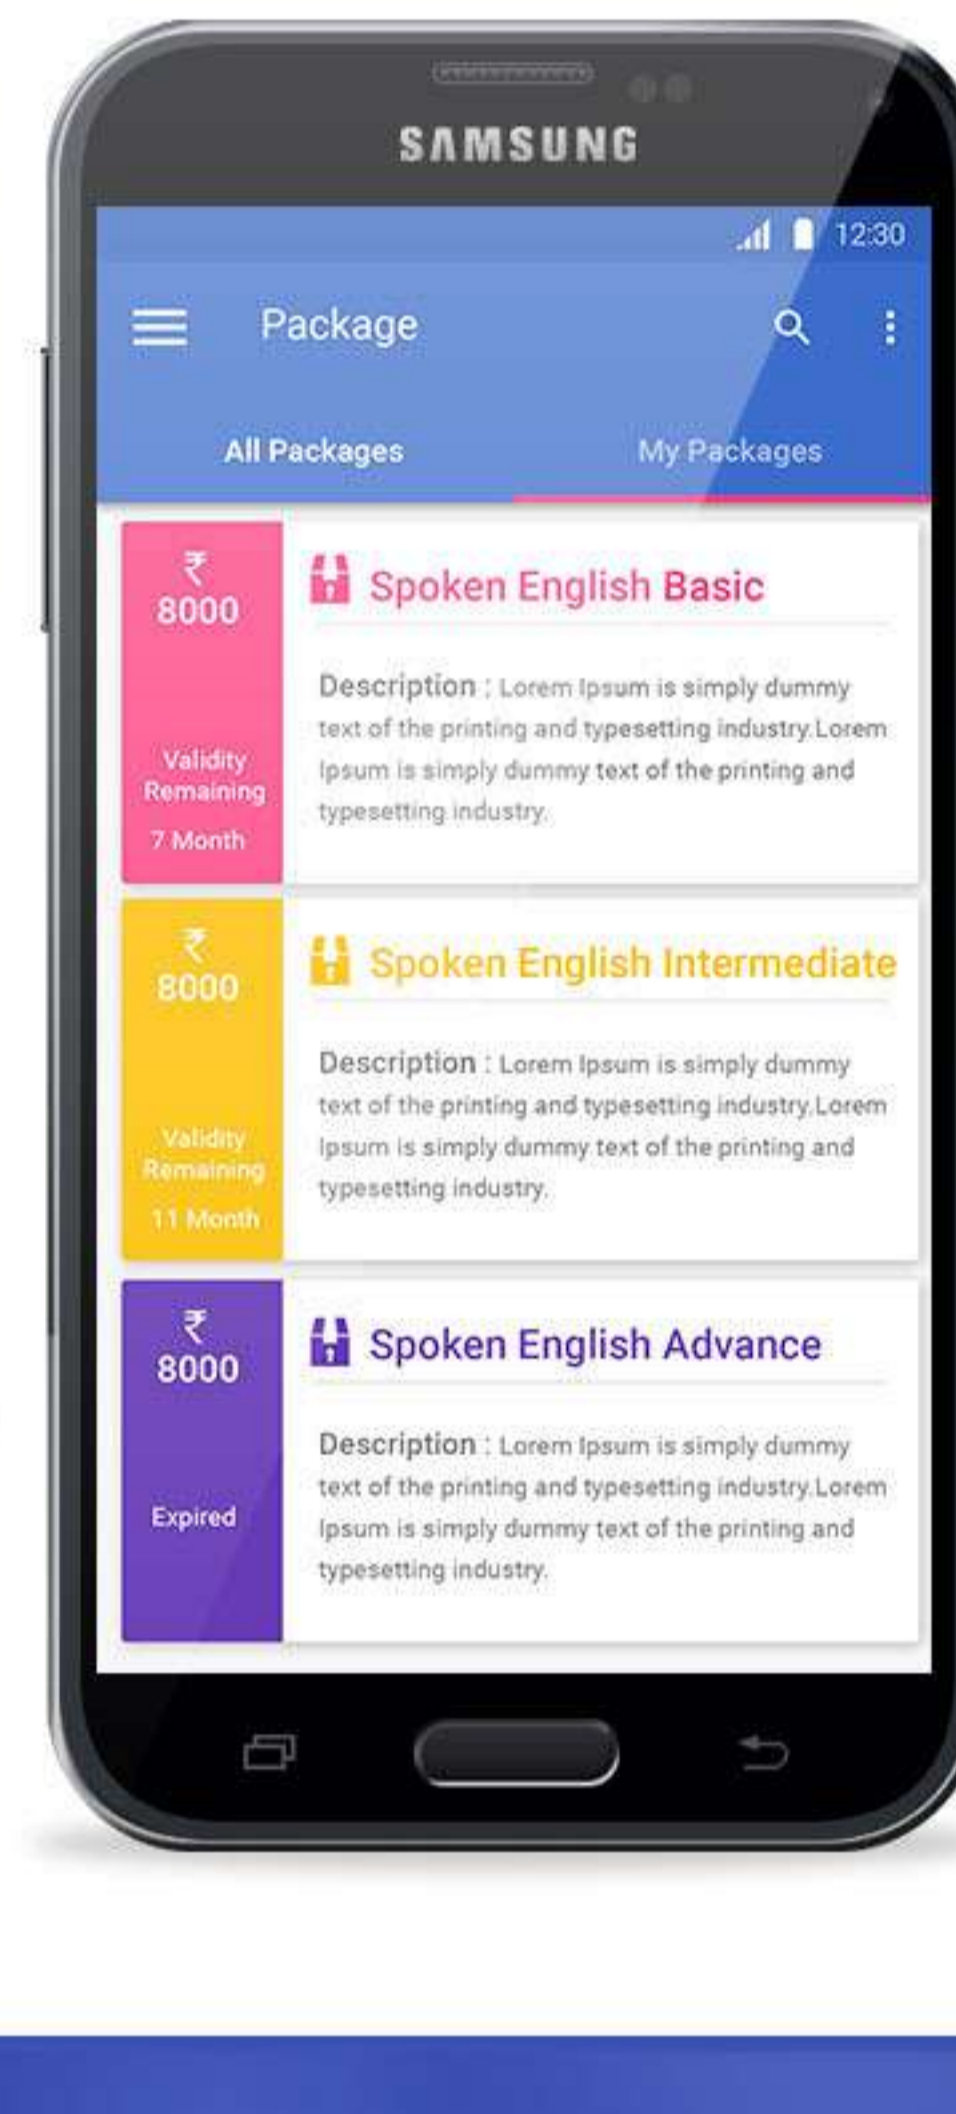 SAMSUNG
12:30
Package
All Packages
My Packages
₹
8000
Validity
Remaining
7 Month
Spoken English Basic
Description : Lorem Ipsum is simply dummy
text of the printing and typesetting industry.Lorem
Ipsum is simply dummy text of the printing and
typesetting industry.
₹
8000
Validity
Remaining
11 Month
Spoken English Intermediate
Description : Lorem Ipsum is simply dummy
text of the printing and typesetting industry.Lorem
Ipsum is simply dummy text of the printing and
typesetting industry.
₹
8000
Expired
Spoken English Advance
Description : Lorem Ipsum is simply dummy
text of the printing and typesetting industry.Lorem
Ipsum is simply dummy text of the printing and
typesetting industry.